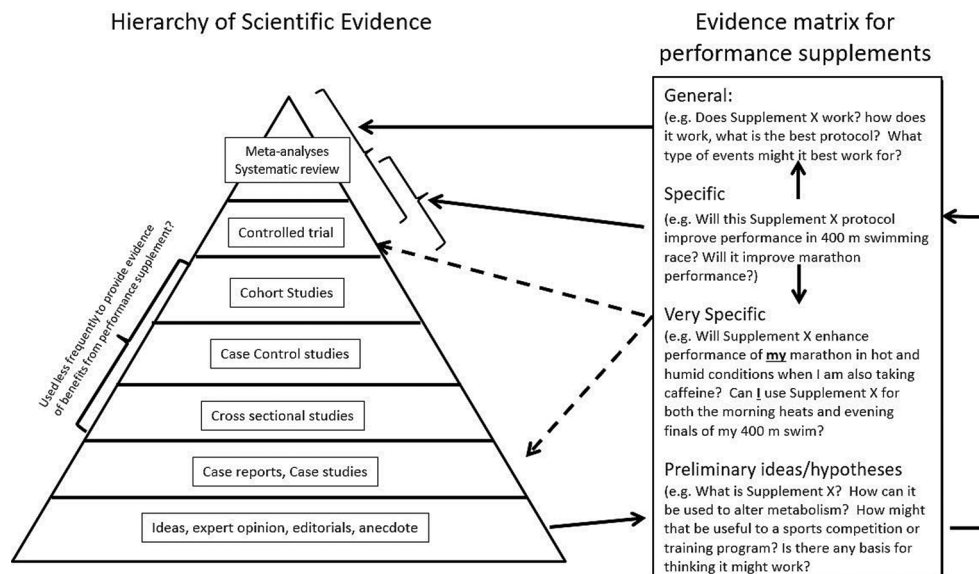 Hierarchy of Scientific Evidence
Meta-analyses
Systematic review
Controlled trial
Cohort Studies
Case Control studies
Cross sectional studies
Case reports, Case studies
Ideas, expert opinion, editorials, anecdote
Used less frequently to provide evidence
of benefits from performance supplement?
Evidence matrix for
performance supplements
General:
(e.g. Does Supplement X work? how does
it work, what is the best protocol? What
type of events might it best work for?
Specific
(e.g. Will this Supplement X protocol
improve performance in 400 m swimming
race? Will it improve marathon
performance?)
Very Specific
(e.g. Will Supplement X enhance
performance of my marathon in hot and
humid conditions when I am also taking
caffeine? Can I use Supplement X for
both the morning heats and evening
finals of my 400 m swim?
Preliminary ideas/hypotheses
(e.g. What is Supplement X? How can it
be used to alter metabolism? How might
that be useful to a sports competition or
training program? Is there any basis for
thinking it might work?